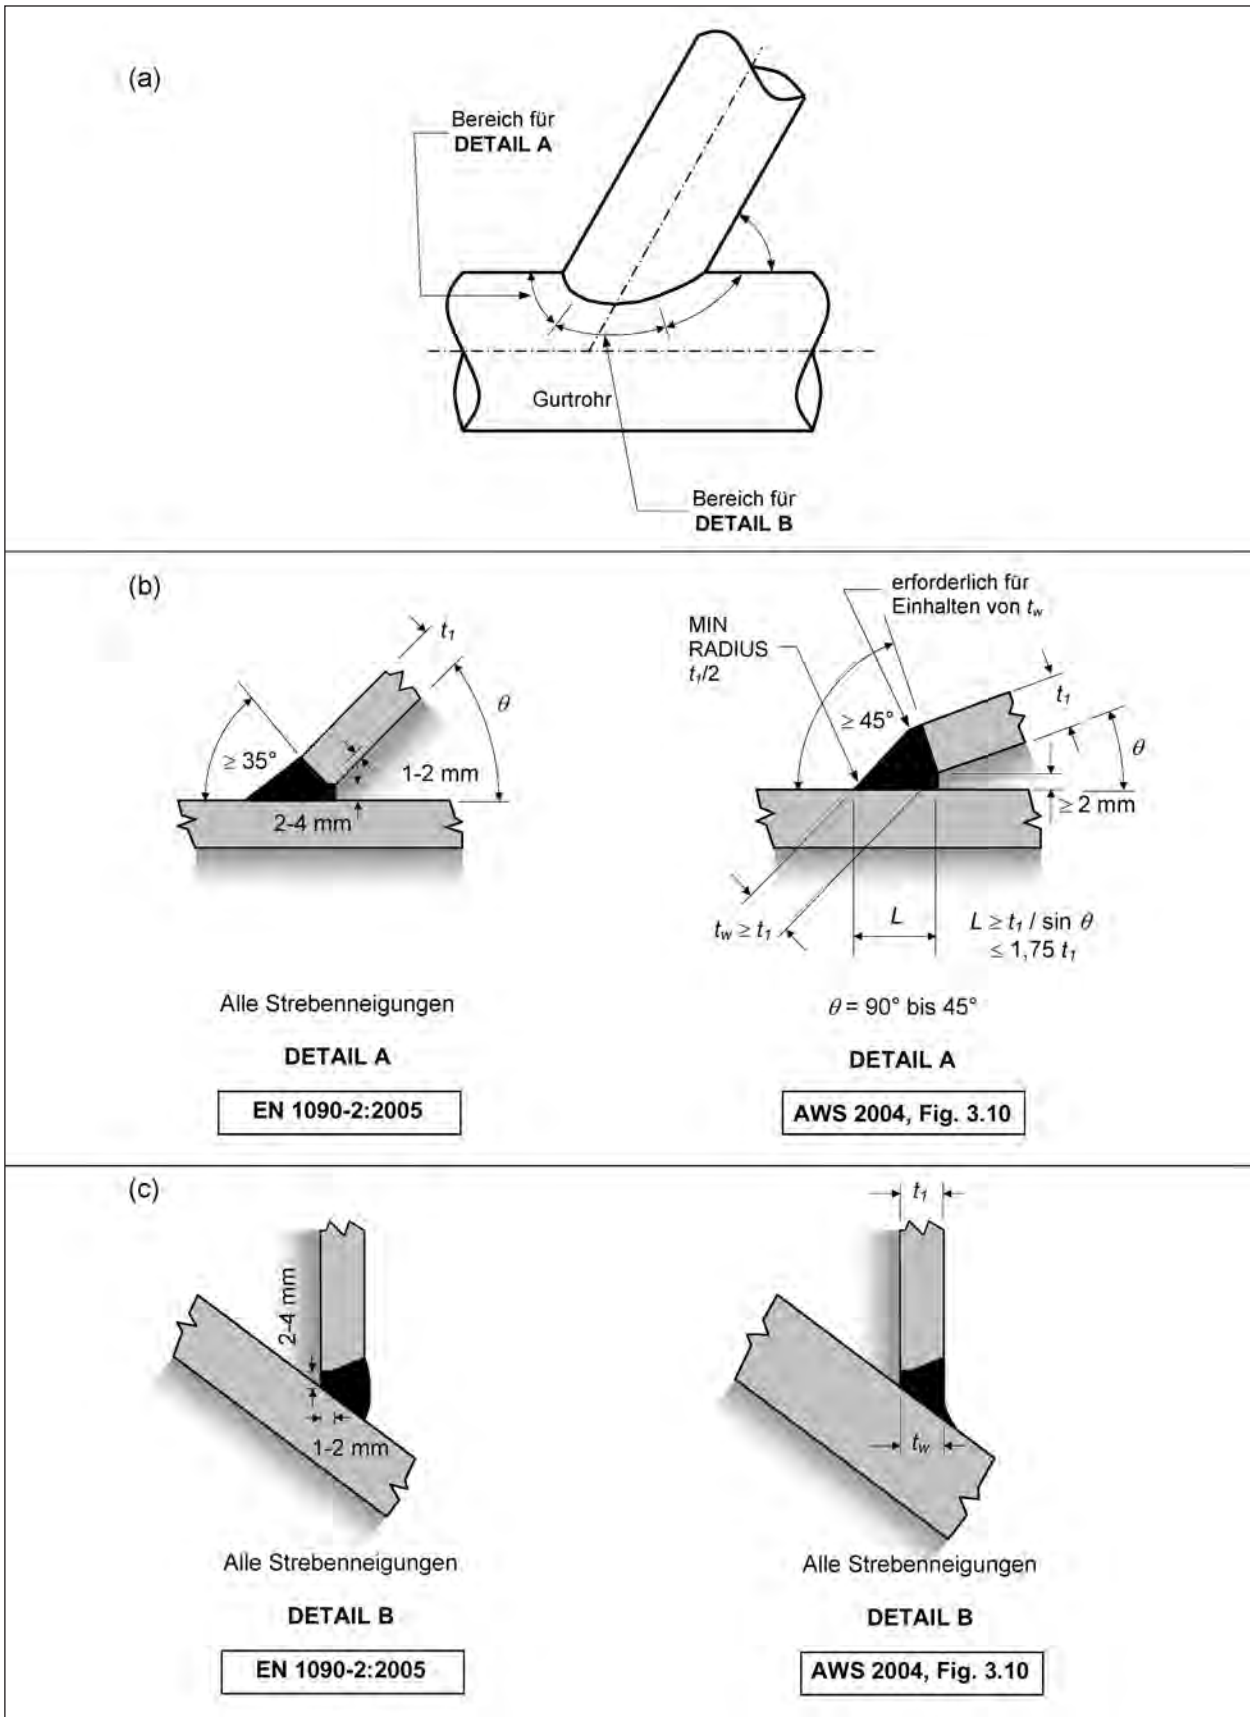 (a)
Bereich für
DETAIL A
Gurtrohr
Bereich für
DETAIL B
(b)
t1
θ
≥ 35°
1-2 mm
2-4 mm
Alle Strebenneigungen
DETAIL A
EN 1090-2:2005
erforderlich für
Einhalten von tw
MIN
RADIUS
t1/2
≥ 45°
t1
θ
≥ 2 mm
tw ≥ t1
L
L ≥ t1 / sin θ
≤ 1,75 t1
θ = 90° bis 45°
DETAIL A
AWS 2004, Fig. 3.10
(c)
2-4 mm
1-2 mm
Alle Strebenneigungen
DETAIL B
EN 1090-2:2005
t1
tw
Alle Strebenneigungen
DETAIL B
AWS 2004, Fig. 3.10